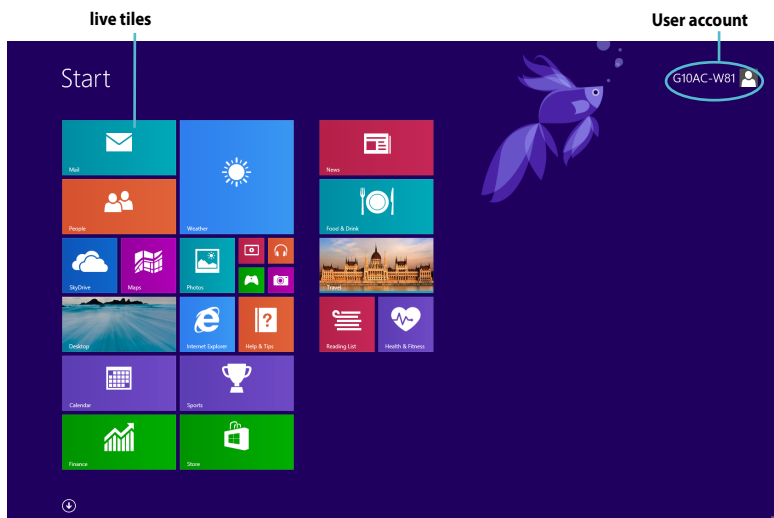 live tiles
User account
Start
G10AC-W81
Mail
Weather
News
People
Food & Drink
SkyDrive
Maps
Photos
Travel
Desktop
Internet Explorer
Help & Tips
Reading List
Health & Fitness
Calendar
Sports
Finance
Store